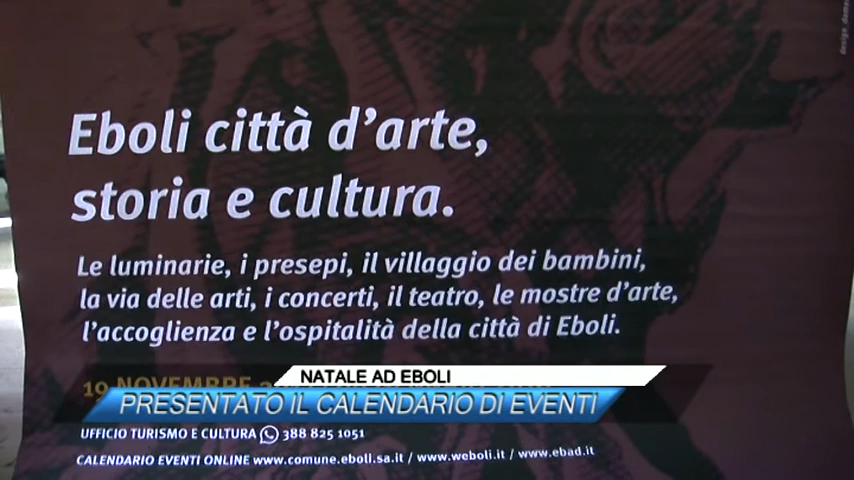 Eboli città d'arte,
storia e cultura.
Le luminarie, i presepi, il villaggio dei bambini,
la via delle arti, i concerti, il teatro, le mostre d'arte,
l'accoglienza e l'ospitalità della città di Eboli.
19 NOVEMBRE
NATALE AD EBOLI
PRESENTATO IL CALENDARIO DI EVENTI
UFFICIO TURISMO E CULTURA 388 825 1051
CALENDARIO EVENTI ONLINE www.comune.eboli.sa.it / www.weboli.it / www.ebad.it